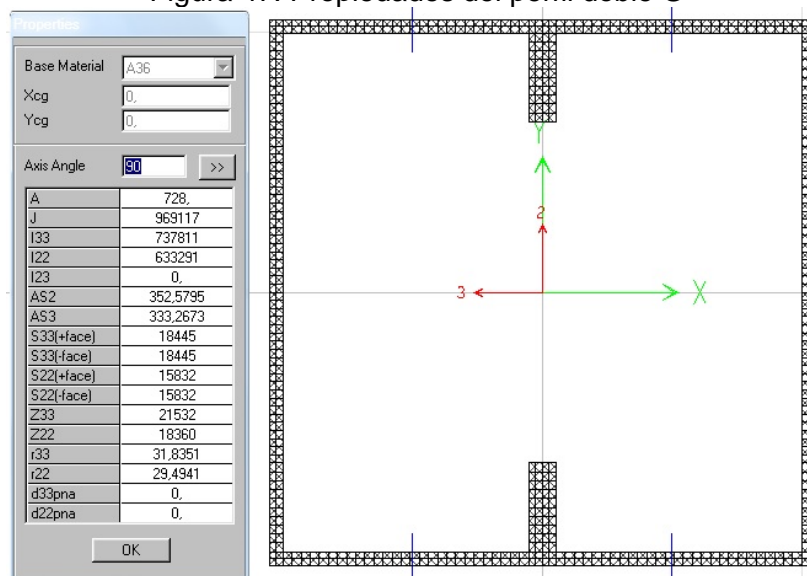 Figura 4.4 Propiedades del perfil doble G
Properties
Base Material A36
Xcg 0,
Ycg 0,
Axis Angle 90 >>
A 728,
J 969117
I33 737811
I22 633291
I23 0,
AS2 352,5795
AS3 333,2673
S33(+face) 18445
S33(-face) 18445
S22(+face) 15832
S22(-face) 15832
Z33 21532
Z22 18360
r33 31,8351
r22 29,4941
d33pna 0,
d22pna 0,
OK
Y
2
3
X